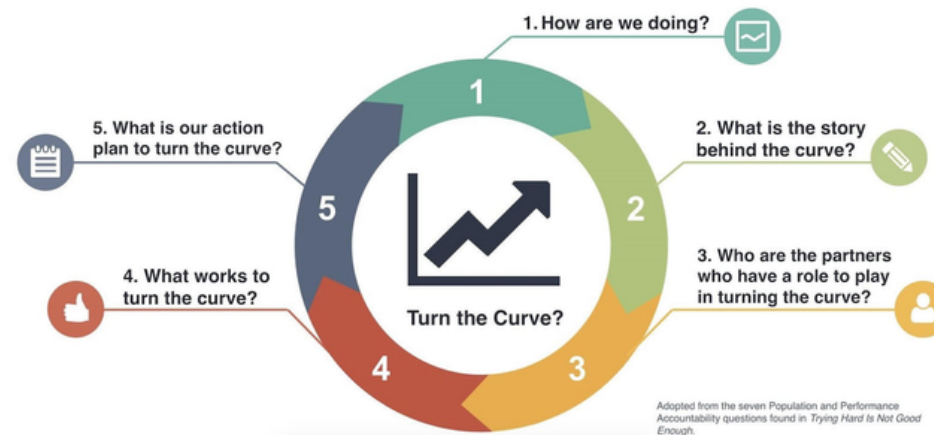 1. How are we doing?
1
2. What is the story
behind the curve?
2
3. Who are the partners
who have a role to play
in turning the curve?
3
4. What works to
turn the curve?
4
5. What is our action
plan to turn the curve?
5
Turn the Curve?
Adopted from the seven Population and Performance
Accountability questions found in Trying Hard Is Not Good
Enough.